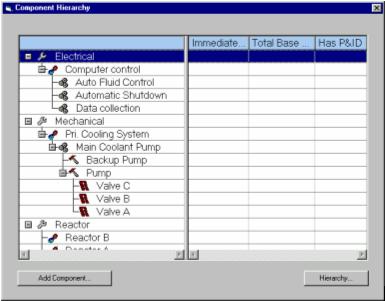 Component Hierarchy
Immediate... Total Base ... Has P&ID
Electrical
Computer control
Auto Fluid Control
Automatic Shutdown
Data collection
Mechanical
Pri. Cooling System
Main Coolant Pump
Backup Pump
Pump
Valve C
Valve B
Valve A
Reactor
Reactor B
Reactor A
Add Component...
Hierarchy...